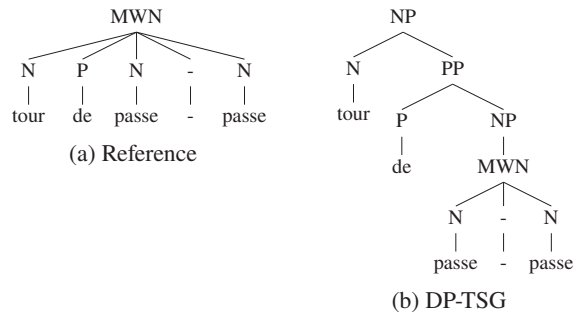 MWN
N P N - N
tour de passe - passe
(a) Reference
NP
N PP
tour P NP
de MWN
N - N
passe - passe
(b) DP-TSG